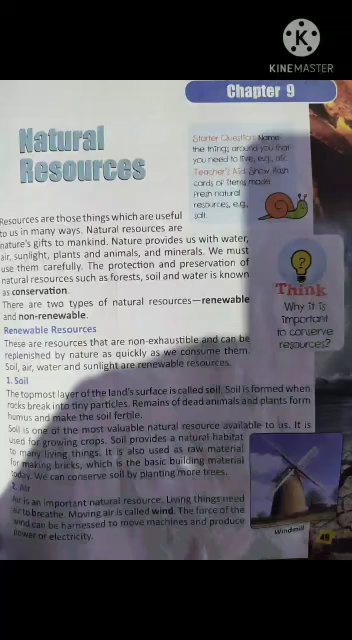 K
KINEMASTER
Chapter 9
Natural
Resources
Starter Question: Name
the things around you that
you need to live, e.g., air.
Teacher's Aid: Show flash
cards of items made
fresh natural
resources, e.g.,
salt.
Resources are those things which are useful
to us in many ways. Natural resources are
nature's gifts to mankind. Nature provides us with water,
air, sunlight, plants and animals, and minerals. We must
use them carefully. The protection and preservation of
natural resources such as forests, soil and water is known
as conservation.
There are two types of natural resources—renewable
and non-renewable.
Think
Why it is
important
to conserve
resources?
Renewable Resources
These are resources that are non-exhaustive and can be
replenished by nature as quickly as we consume them.
Soil, air, water and sunlight are renewable resources.
1. Soil
The topmost layer of the land's surface is called soil. Soil is formed when
rocks break into tiny particles. Remains of dead animals and plants form
humus and make the soil fertile.
Soil is one of the most valuable natural resource available to us. It is
used for growing crops. Soil provides a natural habitat
to many living things. It is also used as raw material
for making bricks, which is the basic building material
today. We can conserve soil by planting more trees.
2. Air
Air is an important natural resource. Living things need
air to breathe. Moving air is called wind. The force of the
wind can be harnessed to move machines and produce
power or electricity.
Windmill